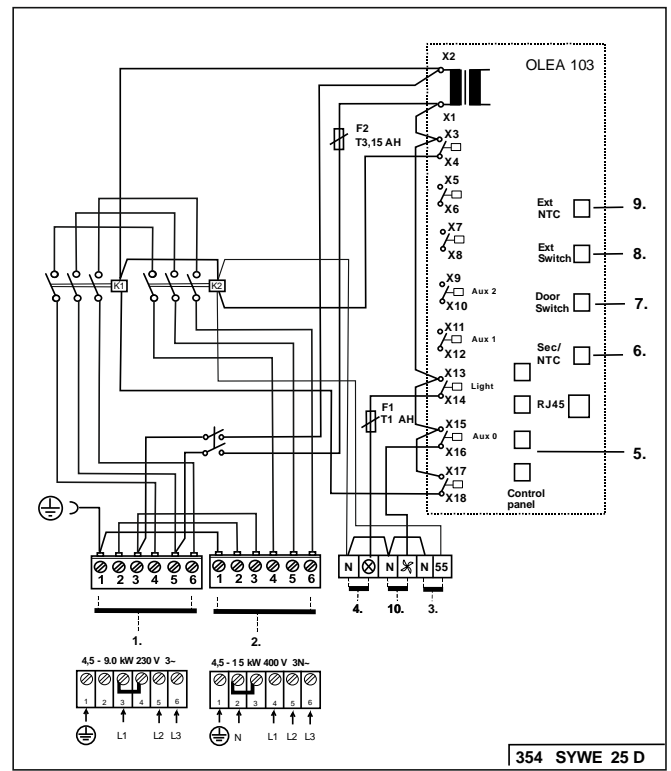 X2
OLEA 103
X1
F2
T3,15 AH
X3
X4
X5
X6
Ext
NTC
9.
X7
X8
Ext
Switch
8.
K1
K2
X9
Aux 2
X10
Door
Switch
7.
X11
Aux 1
X12
Sec/
NTC
6.
X13
Light
X14
F1
T1 AH
RJ45
X15
Aux 0
X16
5.
X17
X18
Control
panel
1 2 3 4 5 6
1 2 3 4 5 6
N N N 55
4. 10. 3.
1. 2.
4,5 - 9.0 kW 230 V 3~
4,5 - 15 kW 400 V 3N~
1 2 3 4 5 6
1 2 3 4 5 6
L1 L2 L3
N L1 L2 L3
354 SYWE 25 D